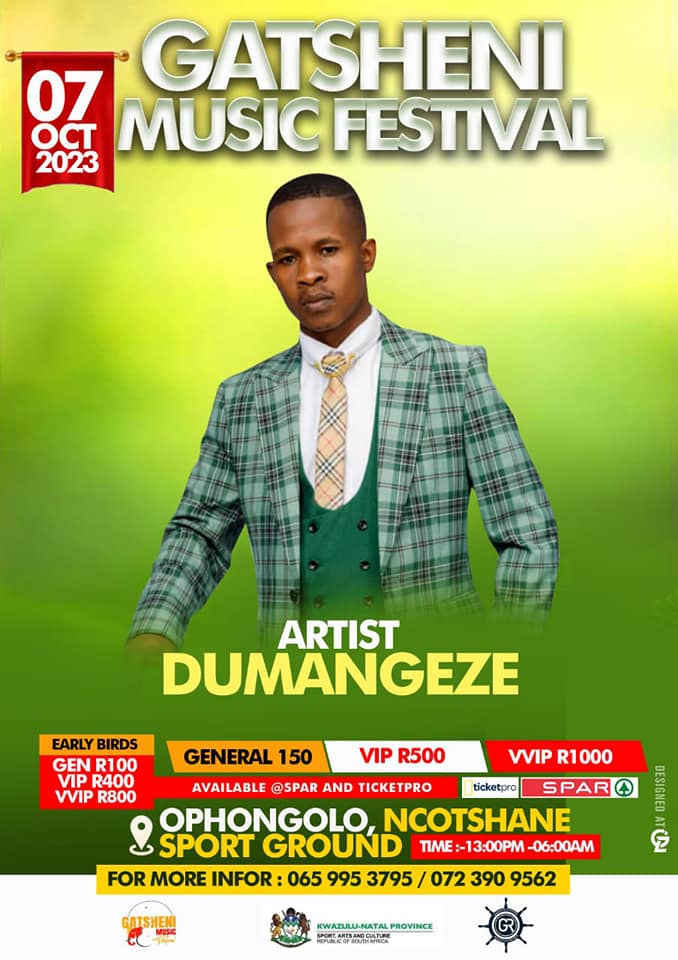 07
OCT
2023
GATSHENI
MUSIC FESTIVAL
ARTIST
DUMANGEZE
EARLY BIRDS
GEN R100
VIP R400
VVIP R800
GENERAL 150
VIP R500
VVIP R1000
AVAILABLE @SPAR AND TICKETPRO
ticketpro
SPAR
OPHONGOLO, NCOTSHANE
SPORT GROUND
TIME :-13:00PM -06:00AM
FOR MORE INFOR : 065 995 3795 / 072 390 9562
DESIGNED AT
GATSHENI
MUSIC
Festival
KWAZULU-NATAL PROVINCE
SPORT, ARTS AND CULTURE
REPUBLIC OF SOUTH AFRICA
GR